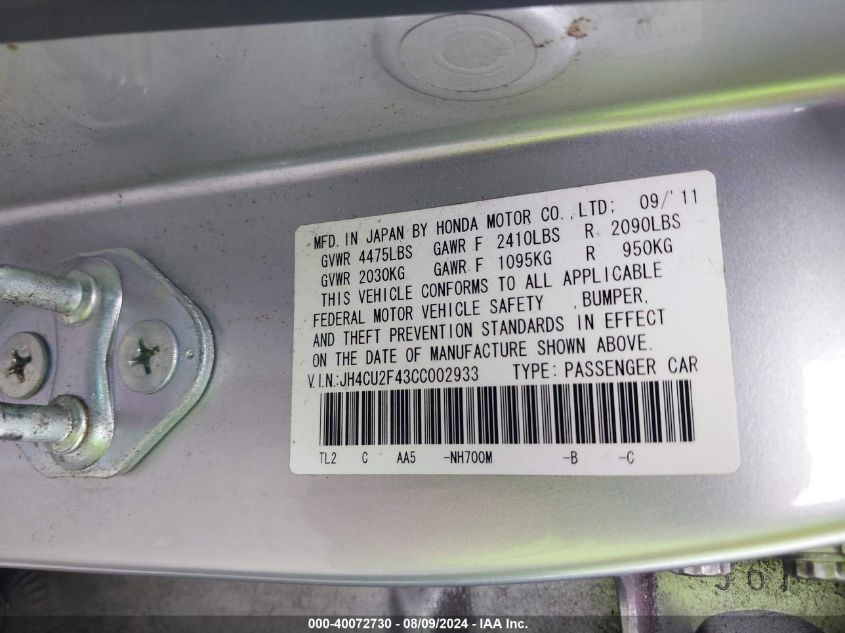 MFD. IN JAPAN BY HONDA MOTOR CO.,LTD; 09/'11
GVWR 4475LBS GAWR F 2410LBS R 2090LBS
GVWR 2030KG GAWR F 1095KG R 950KG
THIS VEHICLE CONFORMS TO ALL APPLICABLE
FEDERAL MOTOR VEHICLE SAFETY ,BUMPER,
AND THEFT PREVENTION STANDARDS IN EFFECT
ON THE DATE OF MANUFACTURE SHOWN ABOVE.
V.I.N.:JH4CU2F43CC002933 TYPE: PASSENGER CAR
TL2 C AA5 -NH700M -B -C
000-40072730 - 08/09/2024 - IAA Inc.